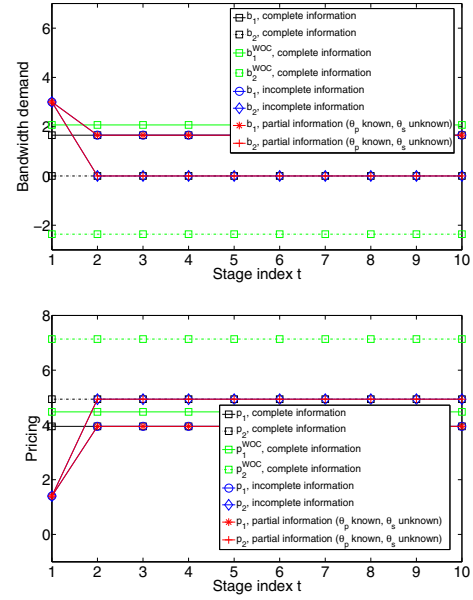 b1, complete information
b2, complete information
b1WOC, complete information
b2WOC, complete information
b1, incomplete information
b2, incomplete information
b1, partial information (θp known, θs unknown)
b2, partial information (θp known, θs unknown)
Bandwidth demand
6
4
2
0
−2
1 2 3 4 5 6 7 8 9 10
Stage index t
8
6
4
2
0
Pricing
p1, complete information
p2, complete information
p1WOC, complete information
p2WOC, complete information
p1, incomplete information
p2, incomplete information
p1, partial information (θp known, θs unknown)
p2, partial information (θp known, θs unknown)
1 2 3 4 5 6 7 8 9 10
Stage index t